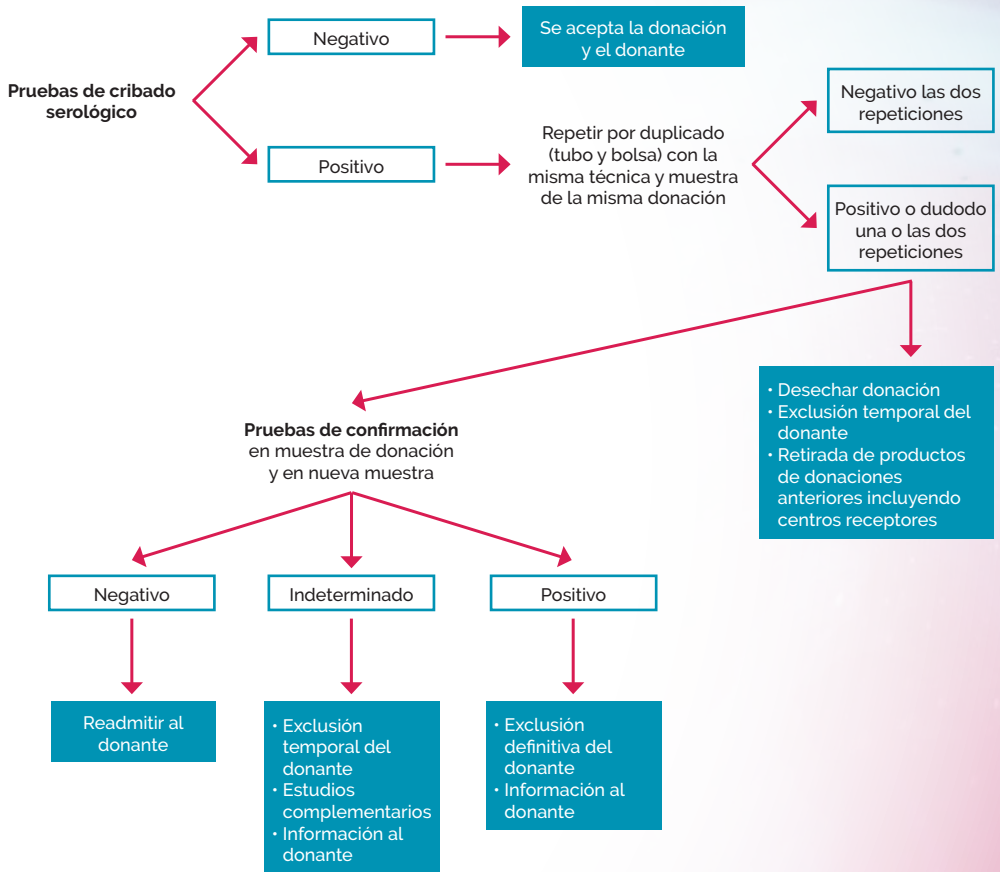 Pruebas de cribado
serológico
Negativo
Se acepta la donación
y el donante
Positivo
Repetir por duplicado
(tubo y bolsa) con la
misma técnica y muestra
de la misma donación
Negativo las dos
repeticiones
Positivo o dudodo
una o las dos
repeticiones
• Desechar donación
• Exclusión temporal del
donante
• Retirada de productos
de donaciones
anteriores incluyendo
centros receptores
Pruebas de confirmación
en muestra de donación
y en nueva muestra
Negativo
Indeterminado
Positivo
Readmitir al
donante
• Exclusión
temporal del
donante
• Estudios
complementarios
• Información al
donante
• Exclusión
definitiva del
donante
• Información al
donante